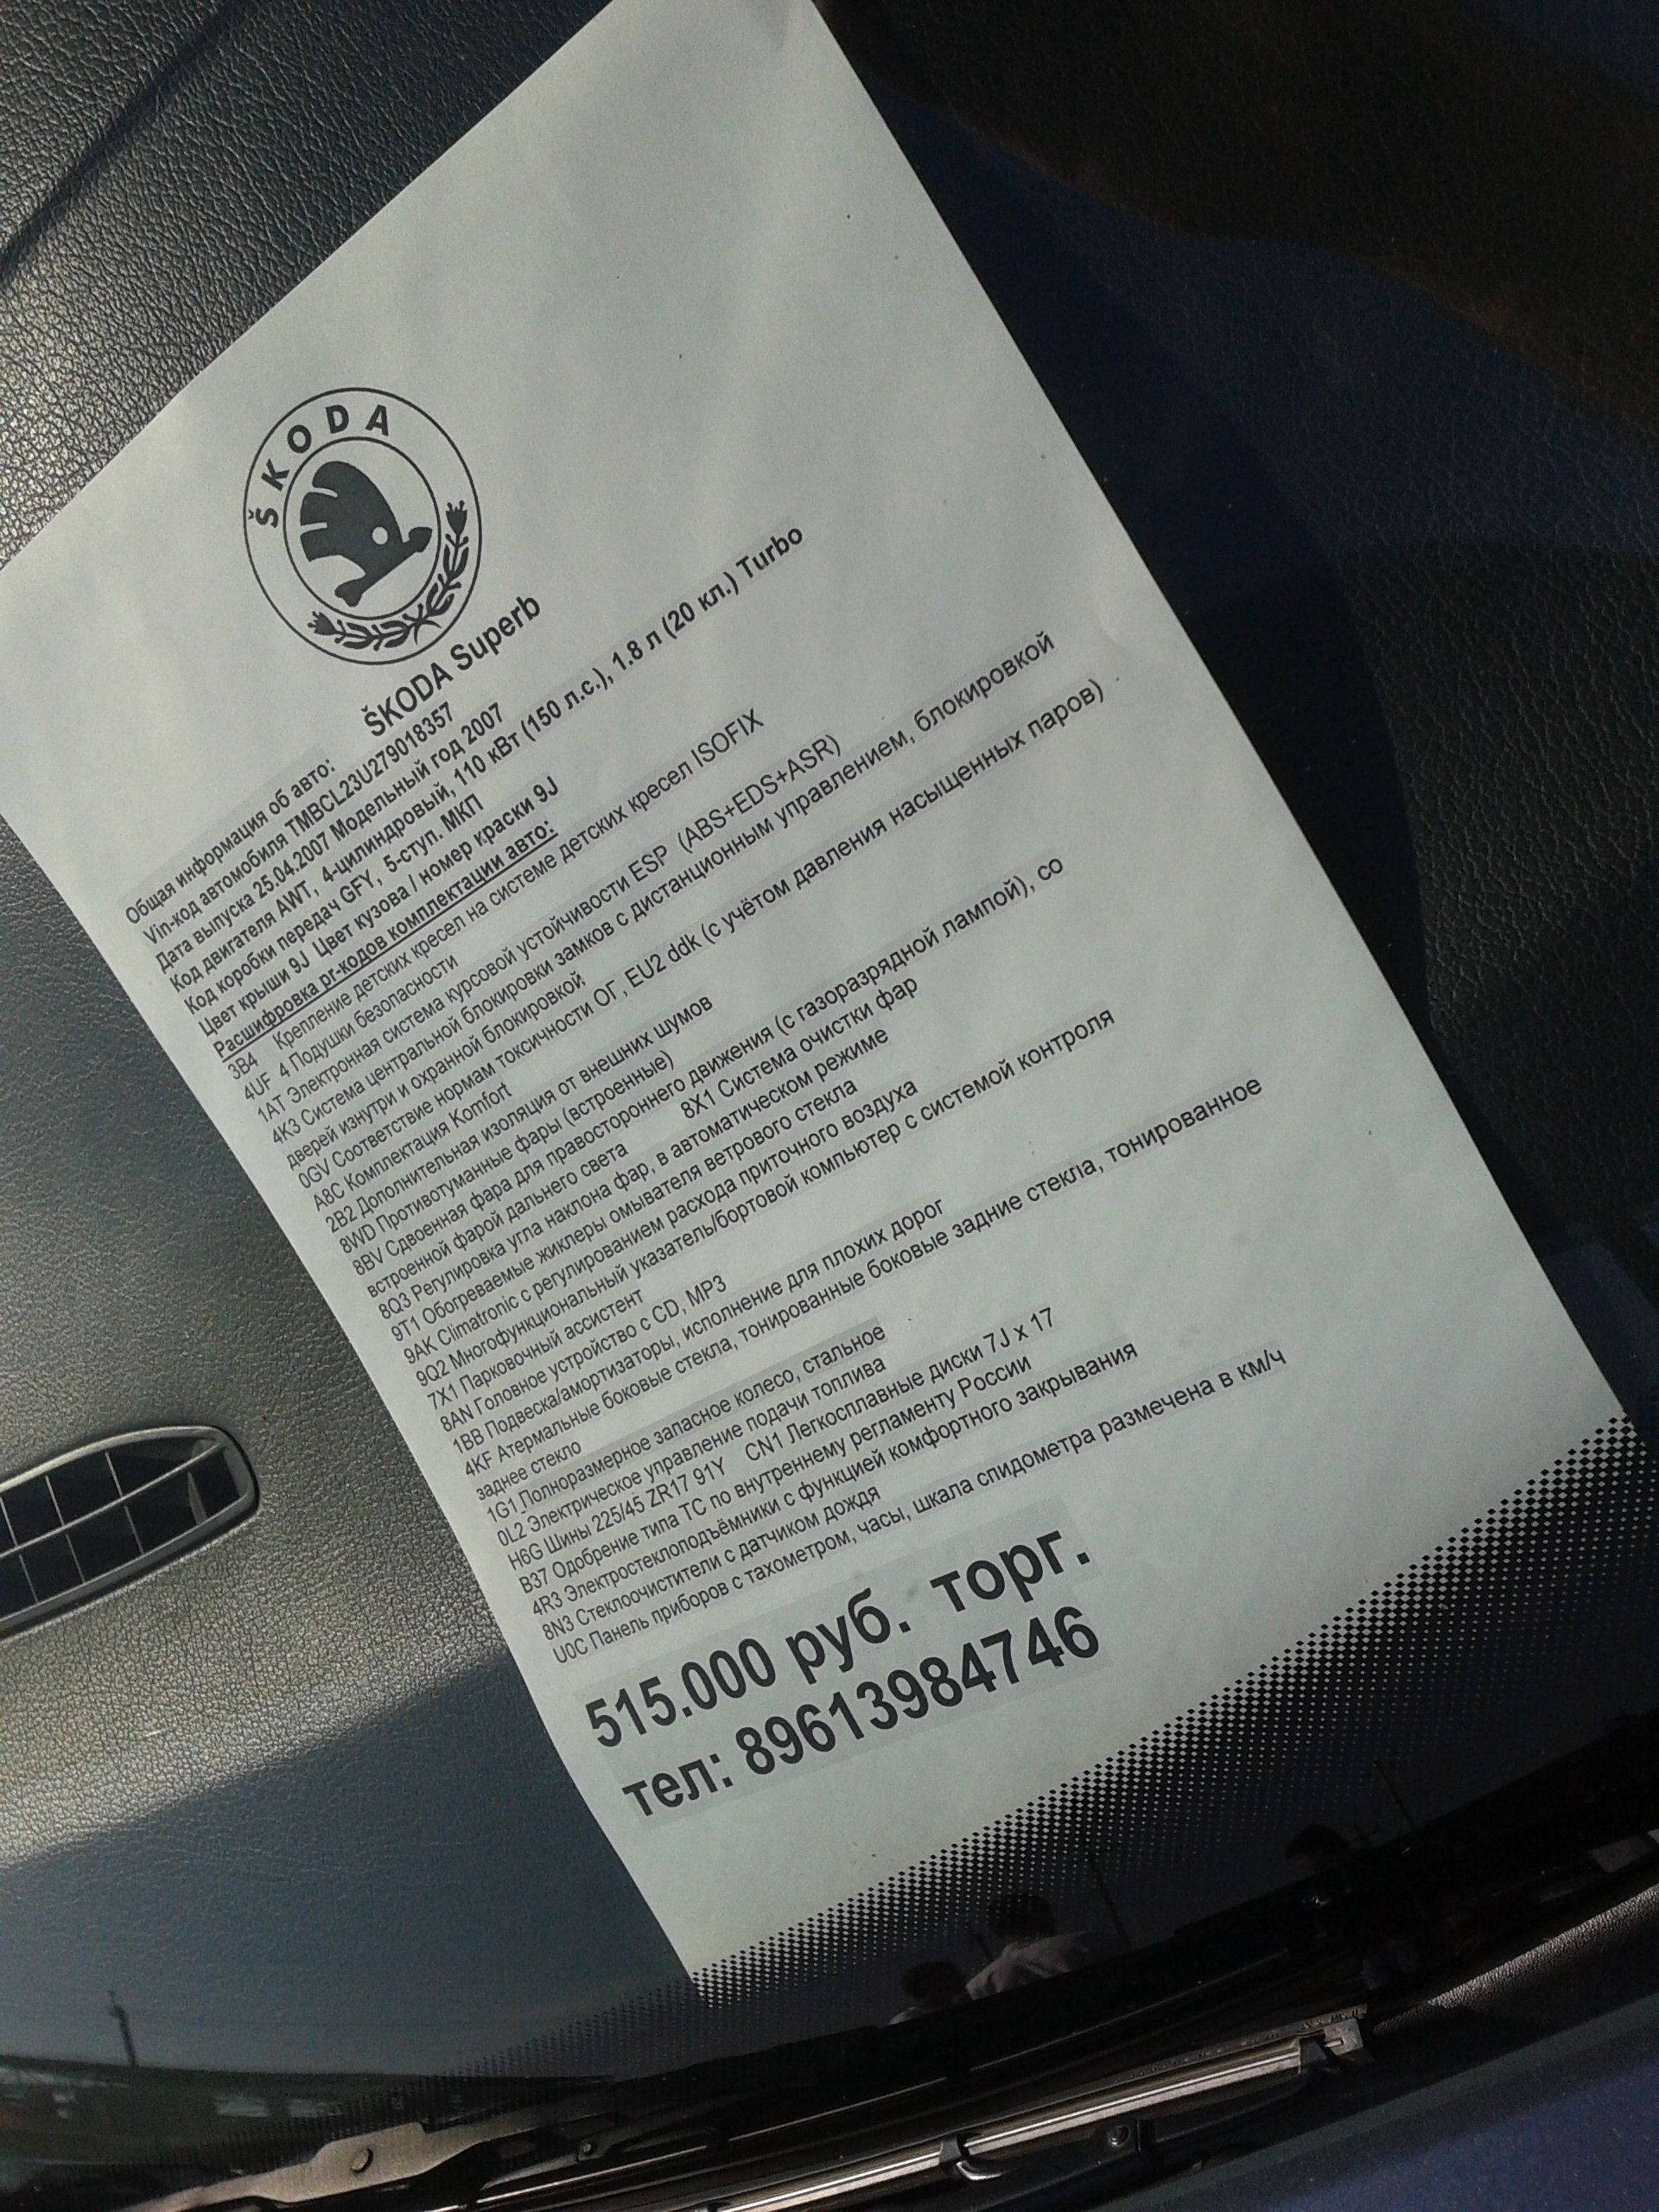 ŠKODA
ŠKODA Superb
Общая информация об авто:
Vin-код автомобиля TMBCL23U279018357
Дата выпуска 25.04.2007 Модельный год 2007
Код двигателя AWT, 4-цилиндровый, 110 кВт (150 л.с.), 1.8 л (20 кл.) Turbo
Код коробки передач GFY, 5-ступ. МКП
Цвет крыши 9J Цвет кузова / номер краски 9J
Расшифровка pr-кодов комплектации авто:
3B4 Крепление детских кресел на системе детских кресел ISOFIX
4UF 4 Подушки безопасности
1AT Электронная система курсовой устойчивости ESP (ABS+EDS+ASR)
4K3 Система центральной блокировки замков с дистанционным управлением, блокировкой
дверей изнутри и охранной блокировкой
0GV Соответствие нормам токсичности ОГ, EU2 ddk (с учётом давления насыщенных паров)
A8C Комплектация Komfort
2B2 Дополнительная изоляция от внешних шумов
8WD Противотуманные фары (встроенные)
8BV Сдвоенная фара для правостороннего движения (с газоразрядной лампой), со
встроенной фарой дальнего света 8X1 Система очистки фар
8Q3 Регулировка угла наклона фар, в автоматическом режиме
9T1 Обогреваемые жиклеры омывателя ветрового стекла
9AK Climatronic с регулированием расхода приточного воздуха
9Q2 Многофункциональный указатель/бортовой компьютер с системой контроля
7X1 Парковочный ассистент
8AN Головное устройство с CD, MP3
1BB Подвеска/амортизаторы, исполнение для плохих дорог
4KF Атермальные боковые стекла, тонированные боковые задние стекла, тонированное
заднее стекло
1G1 Полноразмерное запасное колесо, стальное
0L2 Электрическое управление подачи топлива
H6G Шины 225/45 ZR17 91Y CN1 Легкосплавные диски 7J x 17
B37 Одобрение типа ТС по внутреннему регламенту России
4R3 Электростеклоподъёмники с функцией комфортного закрывания
8N3 Стеклоочистители с датчиком дождя
U0C Панель приборов с тахометром, часы, шкала спидометра размечена в км/ч
515.000 руб. торг.
тел: 89613984746